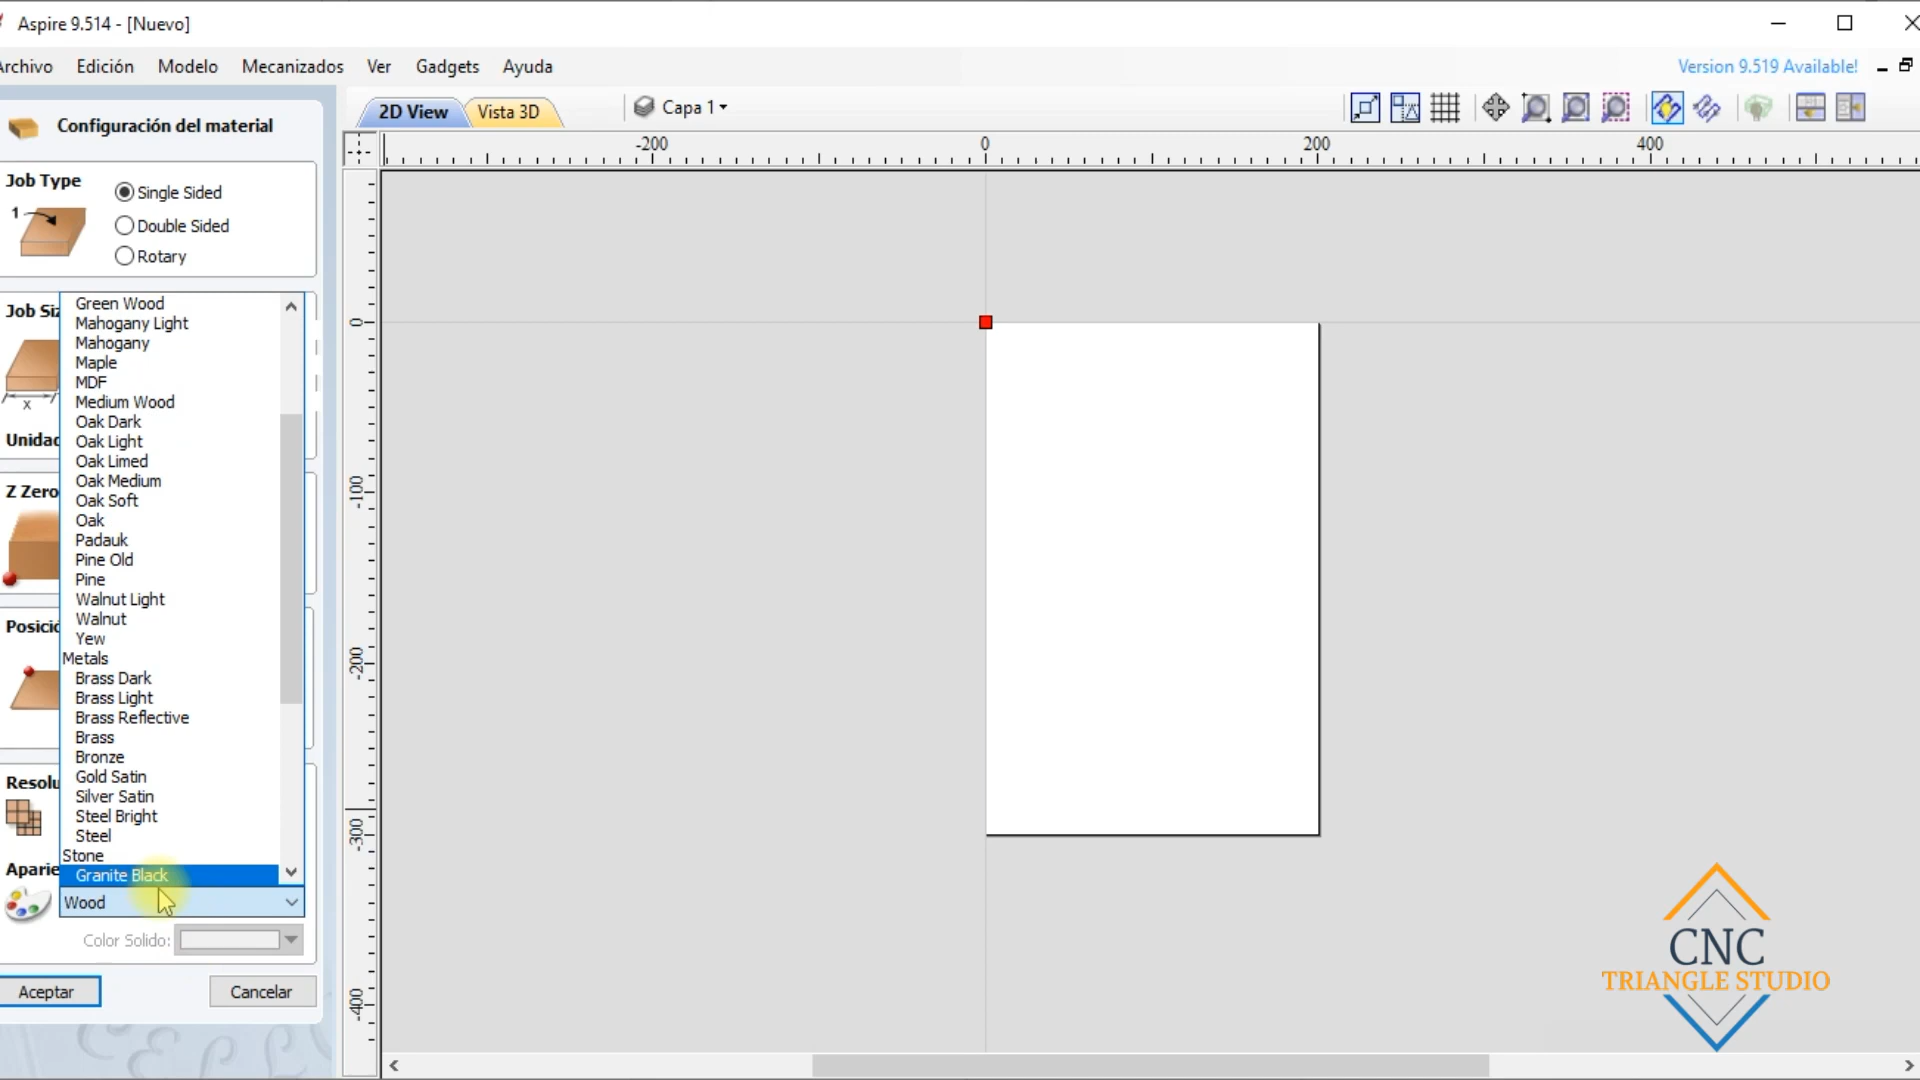 Aspire 9.514 - [Nuevo]
Archivo Edición Modelo Mecanizados Ver Gadgets Ayuda
Version 9.519 Available!
Configuración del material
2D View Vista 3D Capa 1
Job Type
1
Single Sided
Double Sided
Rotary
-200 0 200 400
0
-100
-200
-300
-400
Job Siz
x
Unidad
Z Zero
Posició
Resolu
Aparie
Green Wood
Mahogany Light
Mahogany
Maple
MDF
Medium Wood
Oak Dark
Oak Light
Oak Limed
Oak Medium
Oak Soft
Oak
Padauk
Pine Old
Pine
Walnut Light
Walnut
Yew
Metals
Brass Dark
Brass Light
Brass Reflective
Brass
Bronze
Gold Satin
Silver Satin
Steel Bright
Steel
Stone
Granite Black
Wood
Color Solido:
Aceptar Cancelar
CNC
TRIANGLE STUDIO